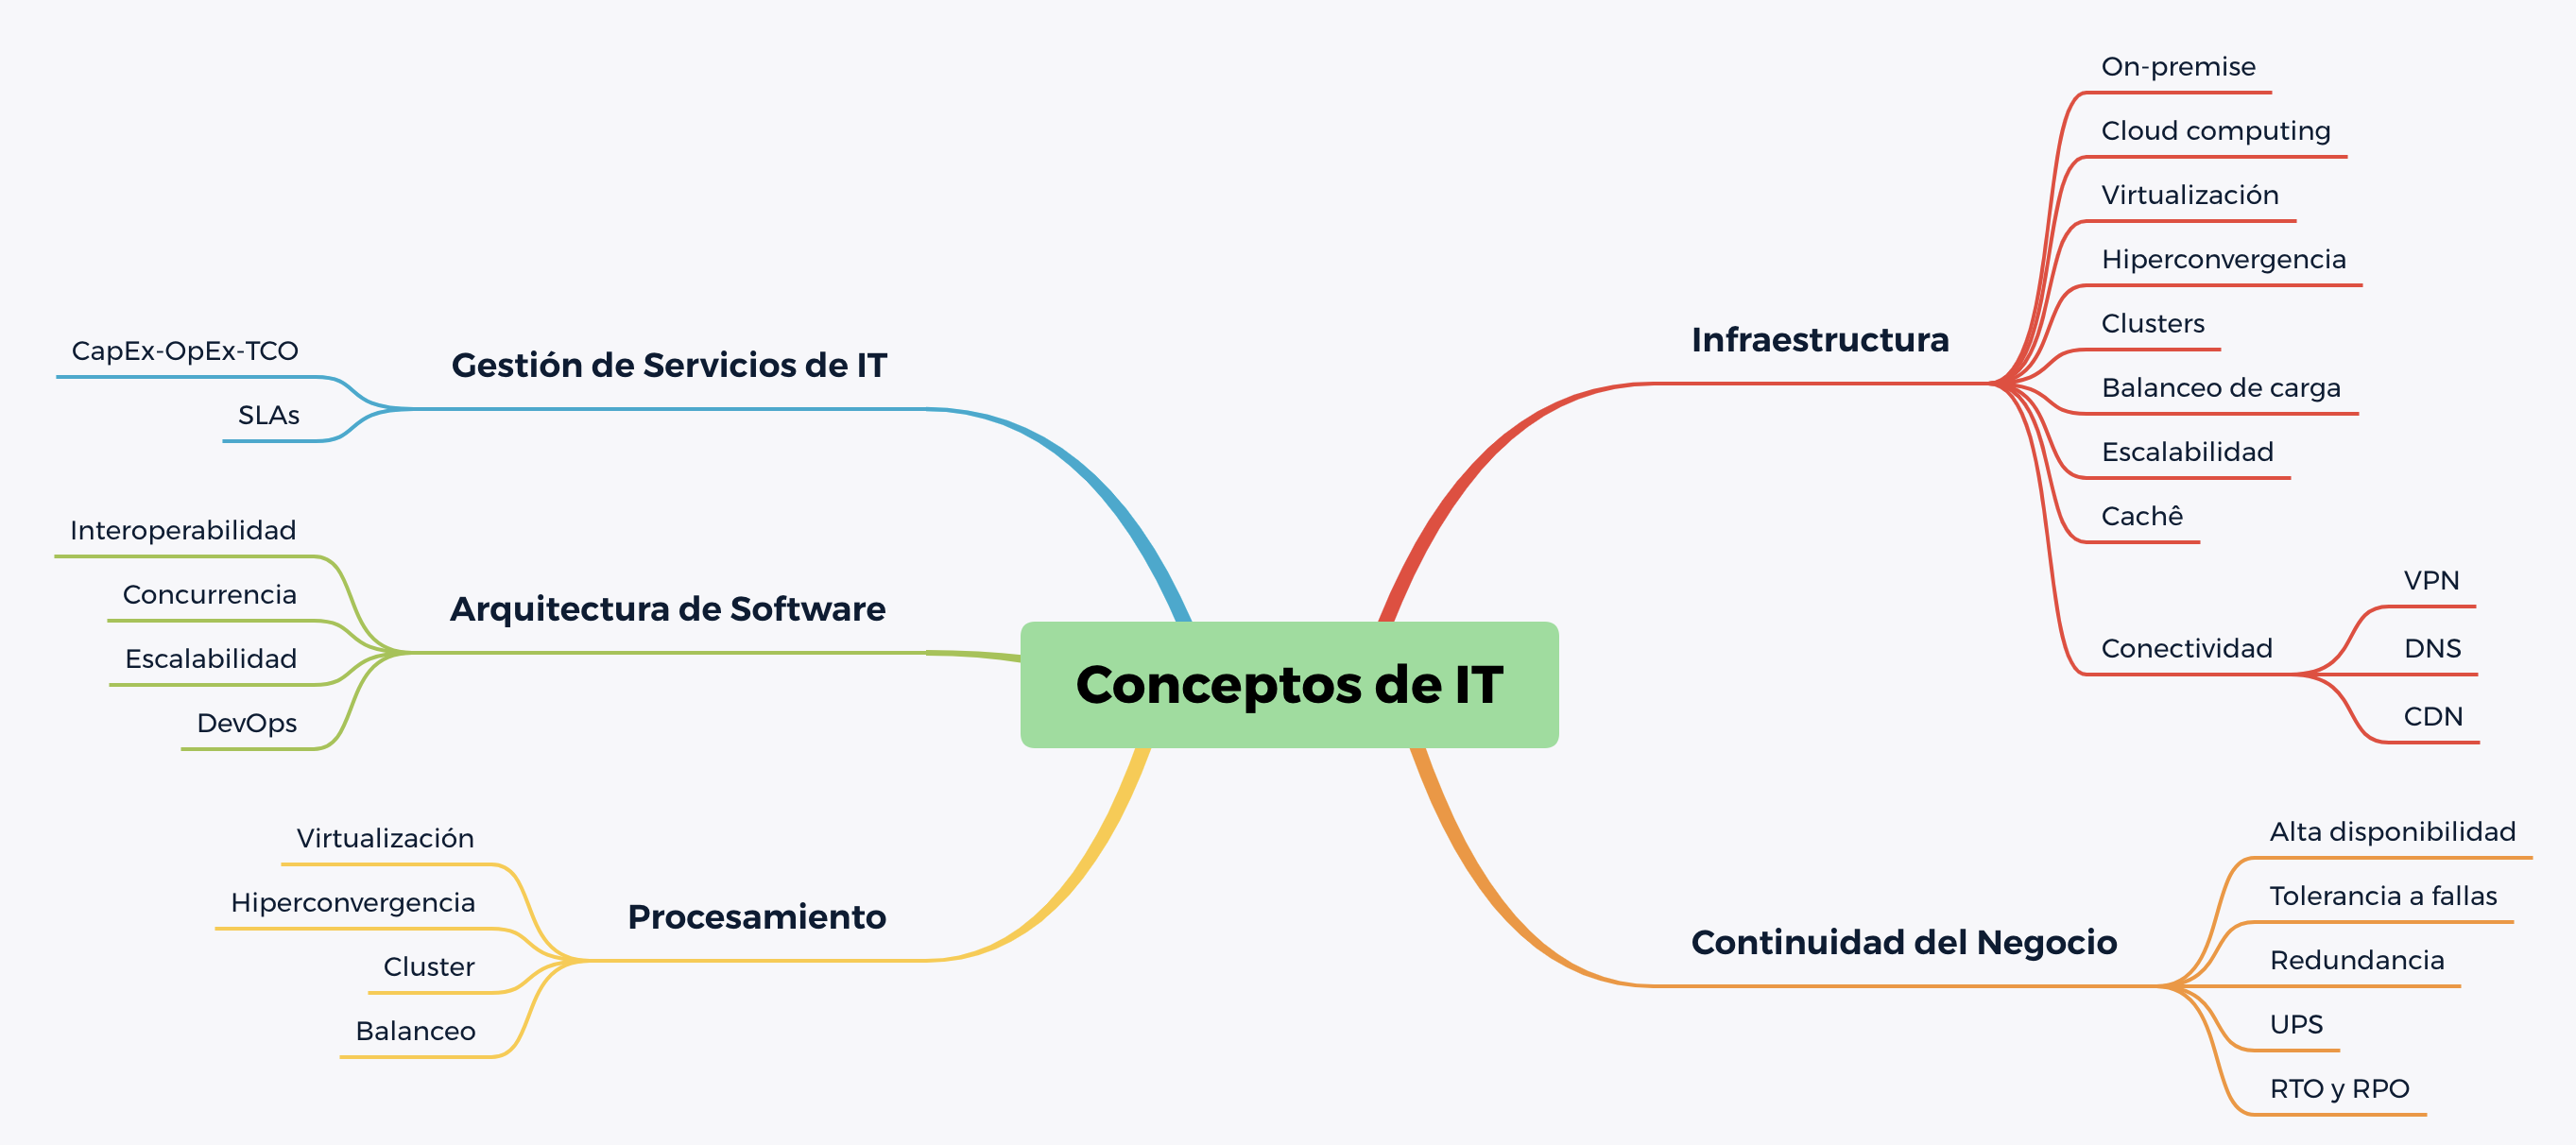 Conceptos de IT
Infraestructura
On-premise
Cloud computing
Virtualización
Hiperconvergencia
Clusters
Balanceo de carga
Escalabilidad
Cachê
Conectividad
VPN
DNS
CDN
Continuidad del Negocio
Alta disponibilidad
Tolerancia a fallas
Redundancia
UPS
RTO y RPO
Gestión de Servicios de IT
CapEx-OpEx-TCO
SLAs
Arquitectura de Software
Interoperabilidad
Concurrencia
Escalabilidad
DevOps
Procesamiento
Virtualización
Hiperconvergencia
Cluster
Balanceo